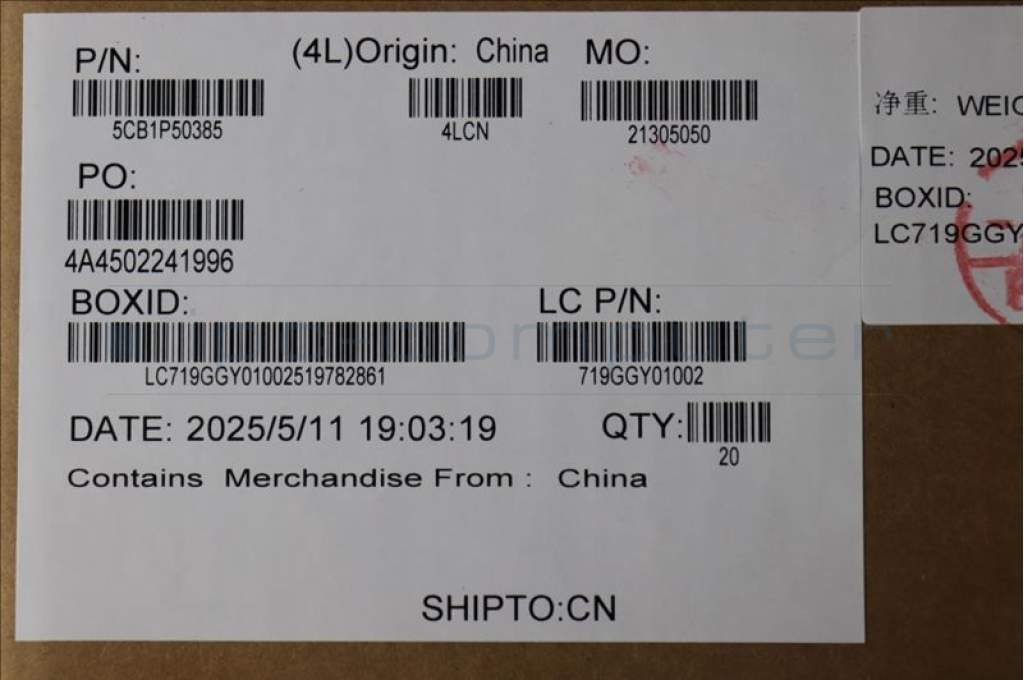 P/N:
(4L)Origin: China
MO:
5CB1P50385
4LCN
21305050
PO:
4A4502241996
BOXID:
LC P/N:
LC719GGY01002519782861
719GGY01002
DATE: 2025/5/11 19:03:19
QTY:
20
Contains Merchandise From : China
SHIPTO:CN
净重:
DATE: 2025
BOXID:
LC719GGY